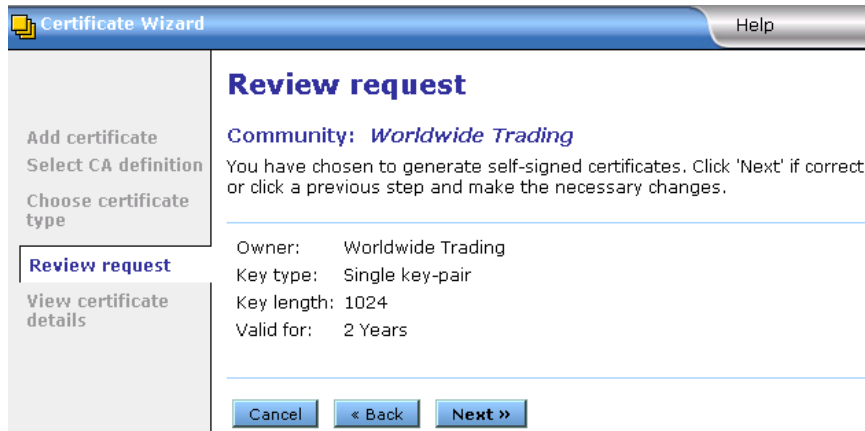 Certificate Wizard
Help
Review request
Add certificate
Select CA definition
Choose certificate
type
Review request
View certificate
details
Community: Worldwide Trading
You have chosen to generate self-signed certificates. Click 'Next' if correct
or click a previous step and make the necessary changes.
Owner: Worldwide Trading
Key type: Single key-pair
Key length: 1024
Valid for: 2 Years
Cancel « Back Next »